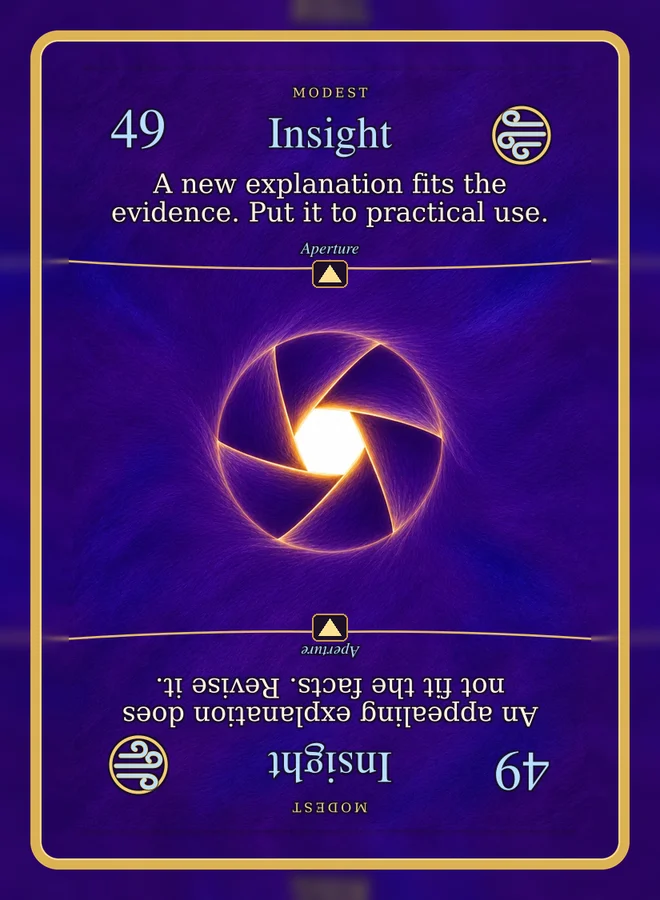 MODEST
49
Insight
A new explanation fits the
evidence. Put it to practical use.
Aperture
Aperture
An appealing explanation does
not fit the facts. Revise it.
49
Insight
MODEST